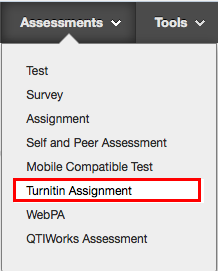 Assessments Tools
Test
Survey
Assignment
Self and Peer Assessment
Mobile Compatible Test
Turnitin Assignment
WebPA
QTIWorks Assessment